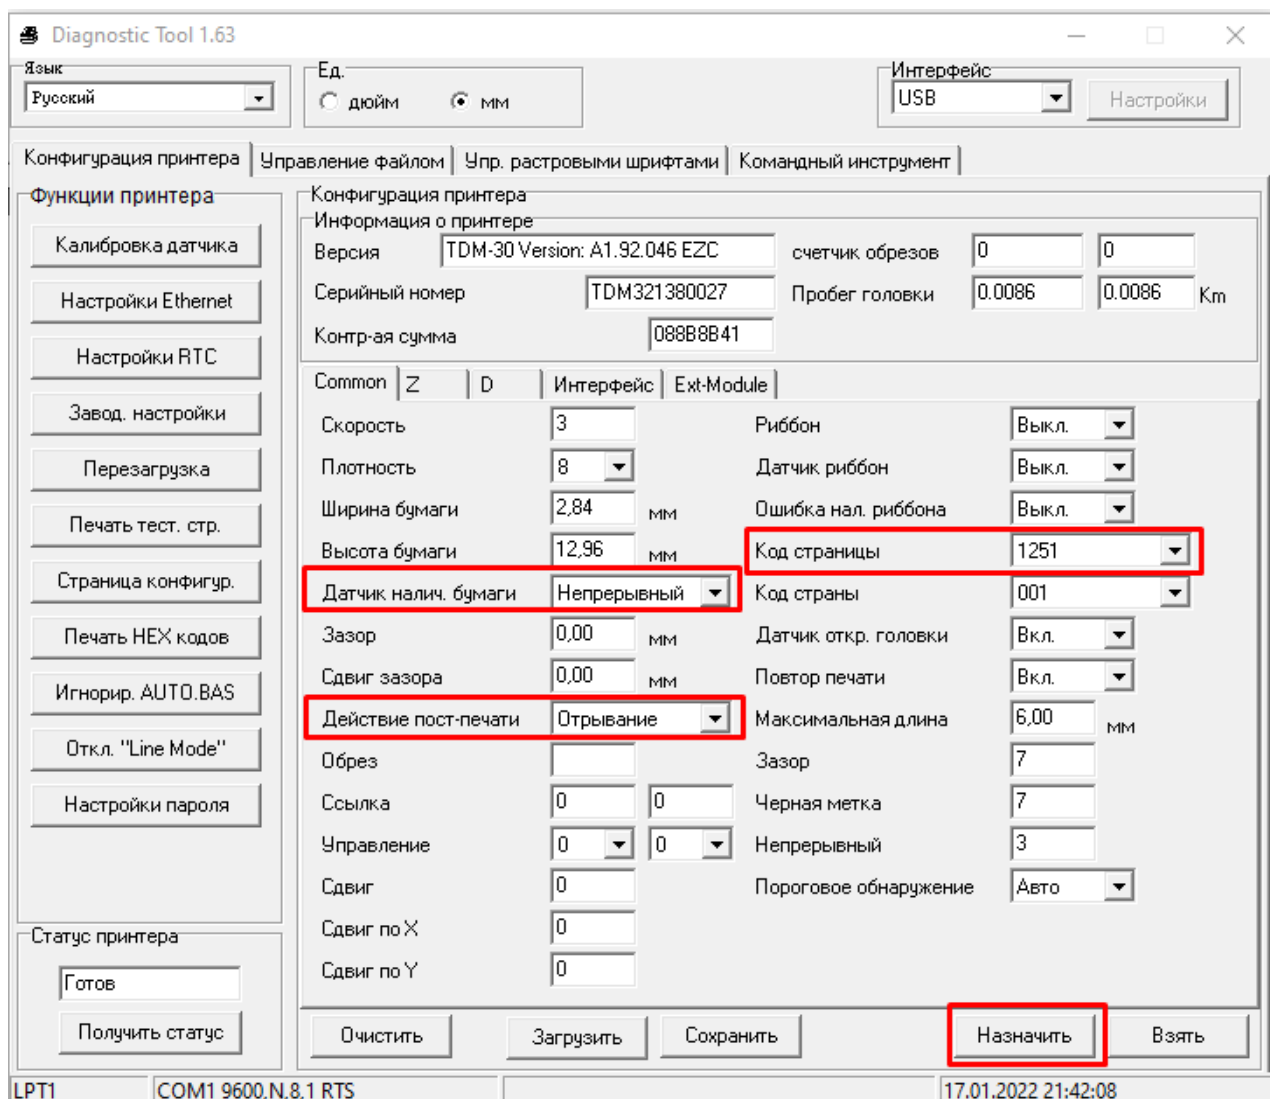 Diagnostic Tool 1.63
Язык
Русский
Ед.
дюйм
мм
Интерфейс
USB
Настройки
Конфигурация принтера
Управление файлом
Упр. растровыми шрифтами
Командный инструмент
Функции принтера
Калибровка датчика
Настройки Ethernet
Настройки RTC
Завод. настройки
Перезагрузка
Печать тест. стр.
Страница конфигур.
Печать HEX кодов
Игнорир. AUTO.BAS
Откл. "Line Mode"
Настройки пароля
Статус принтера
Готов
Получить статус
Конфигурация принтера
Информация о принтере
Версия TDM-30 Version: A1.92.046 EZC
счетчик обрезов 0 0
Серийный номер TDM321380027
Пробег головки 0.0086 0.0086 Km
Контр-ая сумма 088B8B41
Common
Z
D
Интерфейс
Ext-Module
Скорость 3
Плотность 8
Ширина бумаги 2,84 мм
Высота бумаги 12,96 мм
Датчик налич. бумаги Непрерывный
Зазор 0,00 мм
Сдвиг зазора 0,00 мм
Действие пост-печати Отрывание
Обрез
Ссылка 0 0
Управление 0 0
Сдвиг 0
Сдвиг по X 0
Сдвиг по Y 0
Риббон Выкл.
Датчик риббон Выкл.
Ошибка нал. риббона Выкл.
Код страницы 1251
Код страны 001
Датчик откр. головки Вкл.
Повтор печати Вкл.
Максимальная длина 6,00 мм
Зазор 7
Черная метка 7
Непрерывный 3
Пороговое обнаружение Авто
Очистить
Загрузить
Сохранить
Назначить
Взять
LPT1
COM1 9600,N,8,1 RTS
17.01.2022 21:42:08